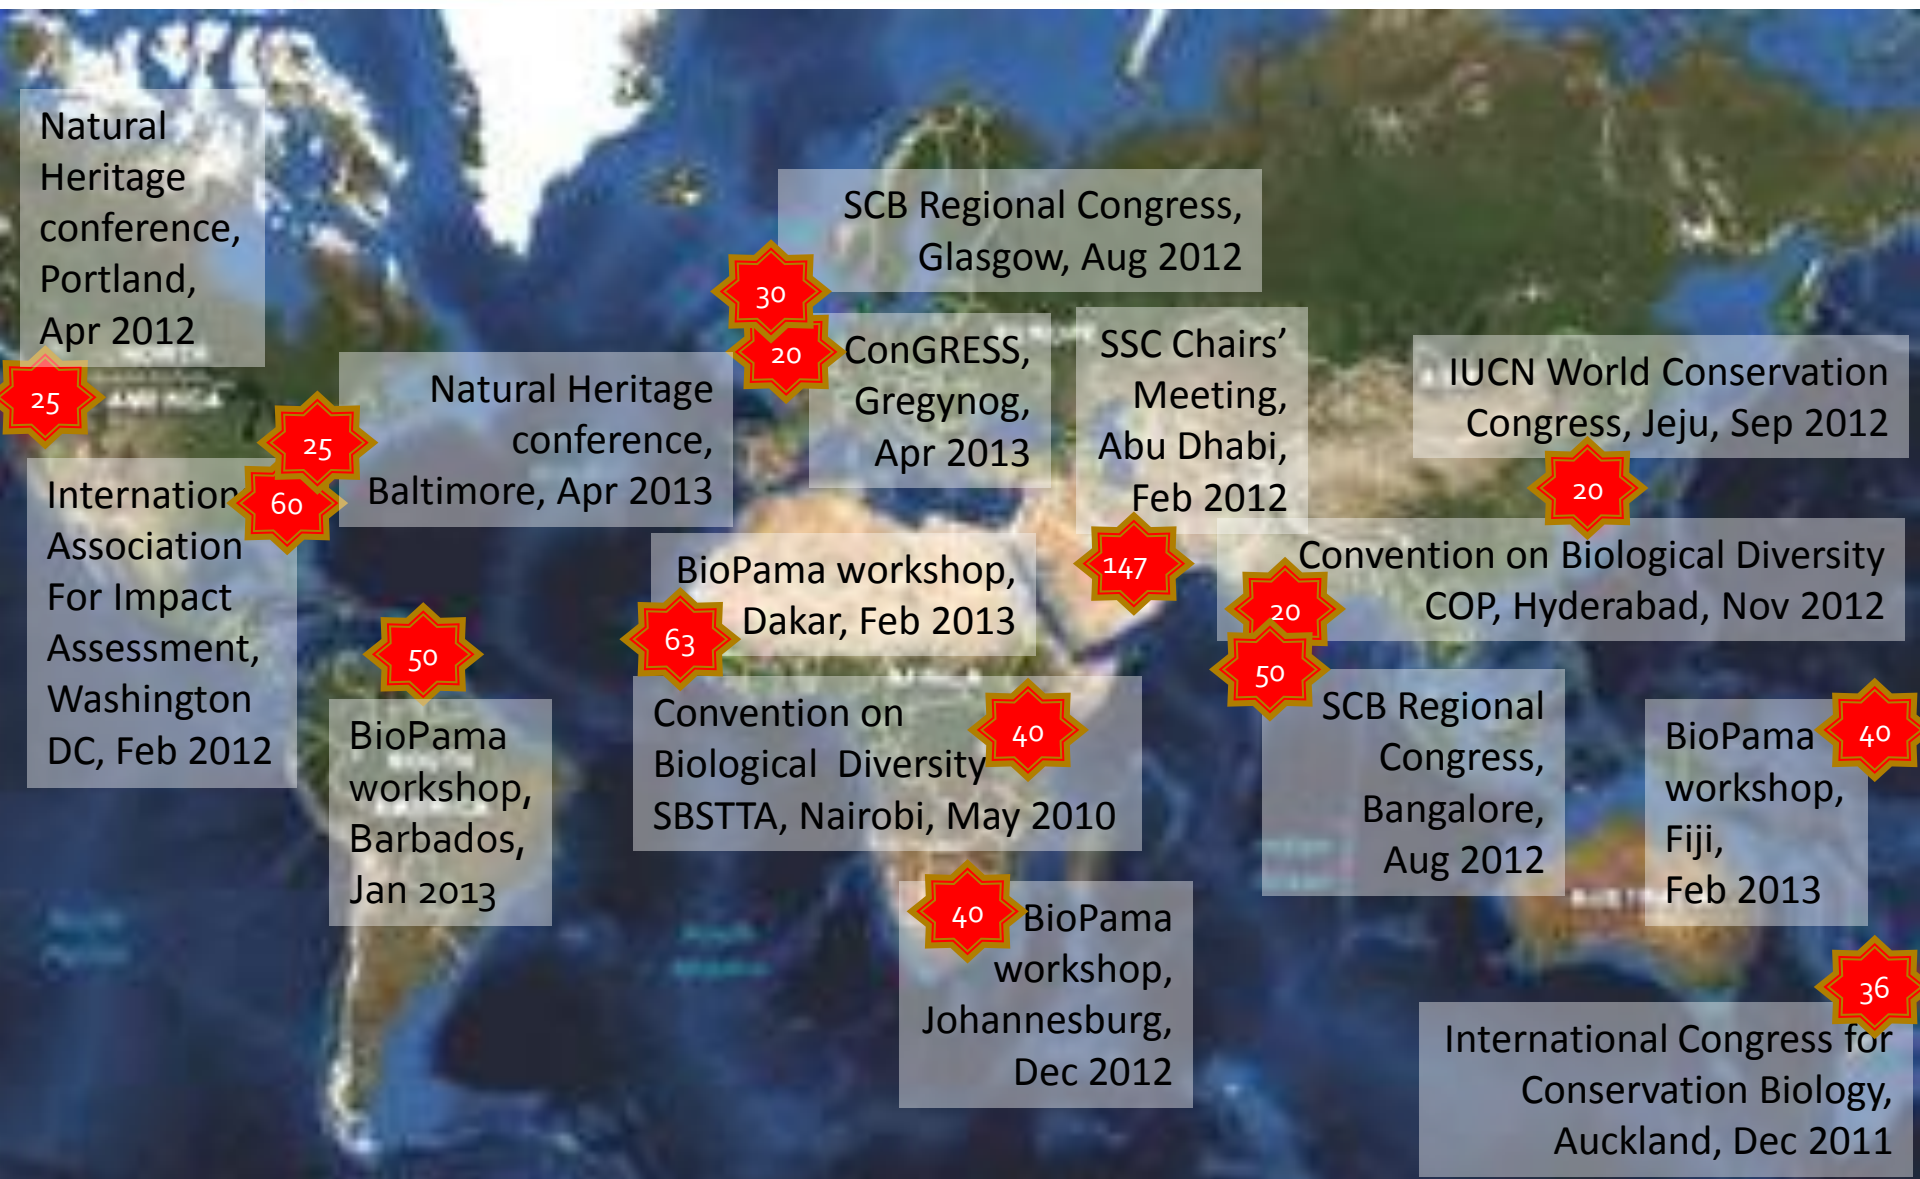 Natural
Heritage
conference,
Portland,
Apr 2012
25
SCB Regional Congress,
Glasgow, Aug 2012
30
20
ConGRESS,
Gregynog,
Apr 2013
SSC Chairs’
Meeting,
Abu Dhabi,
Feb 2012
147
IUCN World Conservation
Congress, Jeju, Sep 2012
20
Natural Heritage
conference,
Baltimore, Apr 2013
25
60
Internation
Association
For Impact
Assessment,
Washington
DC, Feb 2012
Convention on Biological Diversity
COP, Hyderabad, Nov 2012
20
50
BioPama workshop,
Dakar, Feb 2013
63
50
BioPama
workshop,
Barbados,
Jan 2013
Convention on
Biological Diversity
SBSTTA, Nairobi, May 2010
40
SCB Regional
Congress,
Bangalore,
Aug 2012
BioPama
workshop,
Fiji,
Feb 2013
40
40
BioPama
workshop,
Johannesburg,
Dec 2012
36
International Congress for
Conservation Biology,
Auckland, Dec 2011
AMERICA
AFRICA